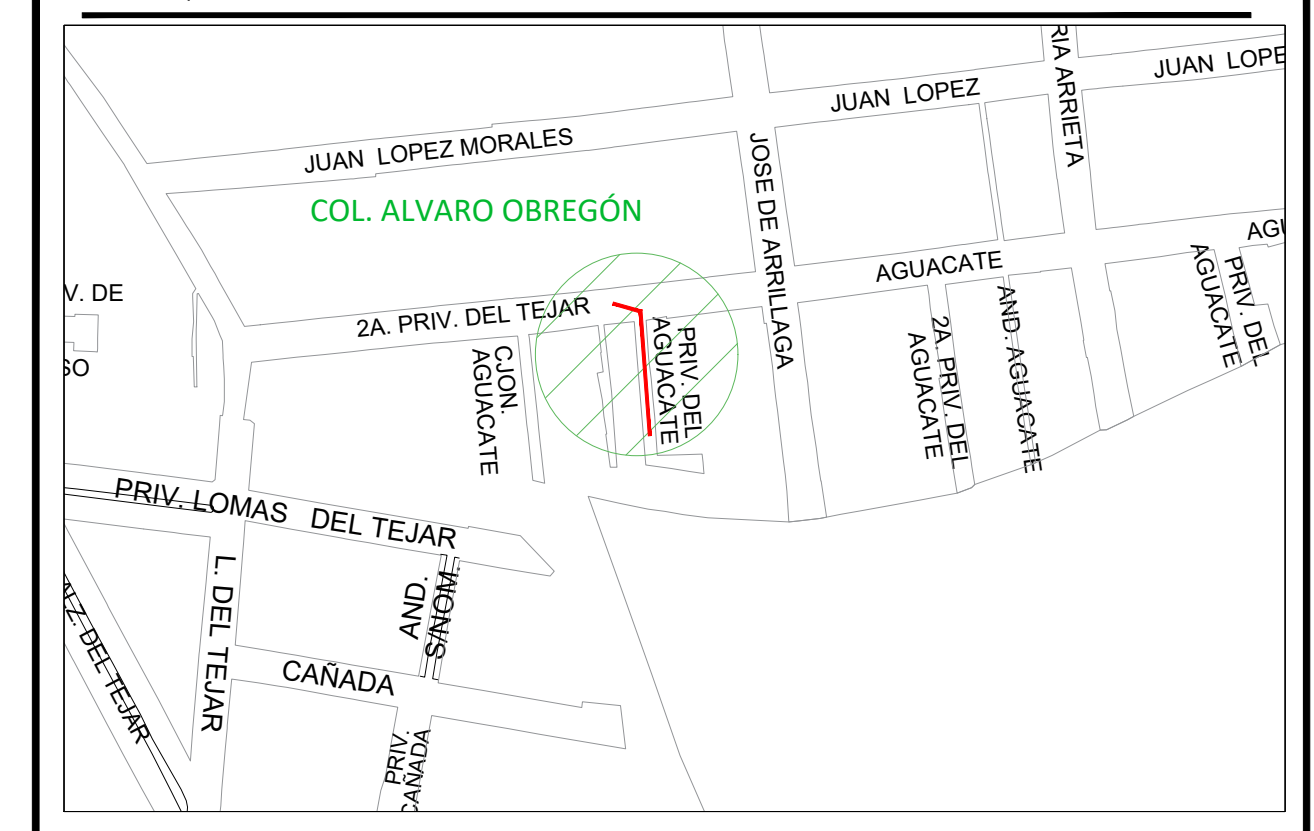 JUAN LOPEZ MORALES
JUAN LOPEZ
JUAN LOPE
RIA ARRIETA
JOSE DE ARRILLAGA
COL. ALVARO OBREGÓN
AGUACATE
AGU
V. DE
SO
2A. PRIV. DEL TEJAR
CJON.
AGUACATE
PRIV. DEL
AGUACATE
2A. PRIV. DEL
AGUACATE
AND. AGUACATE
PRIV. DEL
AGUACATE
PRIV. LOMAS DEL TEJAR
L. DEL TEJAR
AND.
S/NOM.
CAÑADA
PRIV.
CAÑADA
LZ. DEL TEJAR